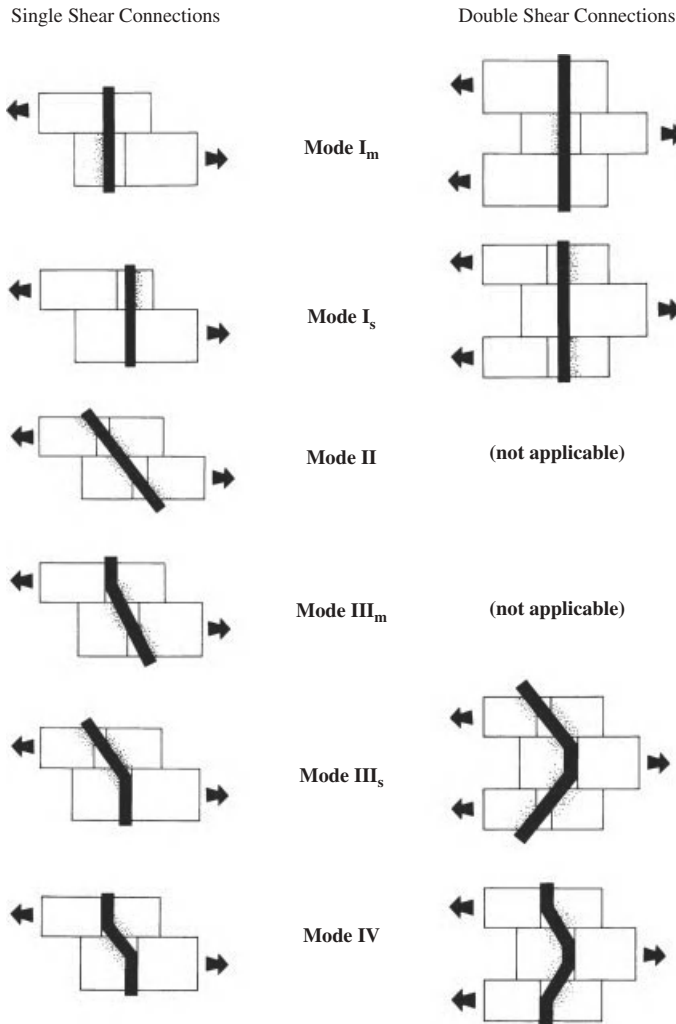 Single Shear Connections Double Shear Connections
Mode Iₘ
Mode Iₛ
Mode II (not applicable)
Mode IIIₘ (not applicable)
Mode IIIₛ
Mode IV